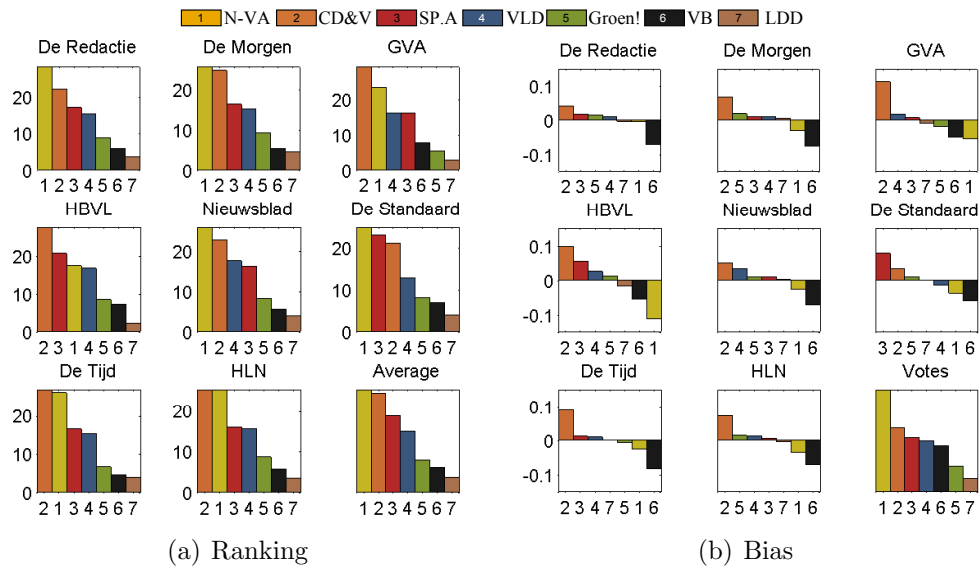 1 N-VA 2 CD&V 3 SP.A 4 VLD 5 Groen! 6 VB 7 LDD
De Redactie De Morgen GVA
20 10 0
20 10 0
20 10 0
1 2 3 4 5 6 7
1 2 3 4 5 6 7
2 1 4 3 6 5 7
HBVL Nieuwsblad De Standaard
20 10 0
20 10 0
20 10 0
2 3 1 4 5 6 7
1 2 4 3 5 6 7
1 3 2 4 5 6 7
De Tijd HLN Average
20 10 0
20 10 0
2 1 3 4 5 6 7
2 1 3 4 5 6 7
1 2 3 4 5 6 7
(a) Ranking
De Redactie De Morgen GVA
0.1 0 -0.1
2 3 5 4 7 1 6
2 5 3 4 7 1 6
2 4 3 7 5 6 1
HBVL Nieuwsblad De Standaard
0.1 0 -0.1
2 3 4 5 7 6 1
2 4 5 3 7 1 6
3 2 5 7 4 1 6
De Tijd HLN Votes
0.1 0 -0.1
2 3 4 7 5 1 6
2 5 4 3 7 1 6
1 2 3 4 6 5 7
(b) Bias